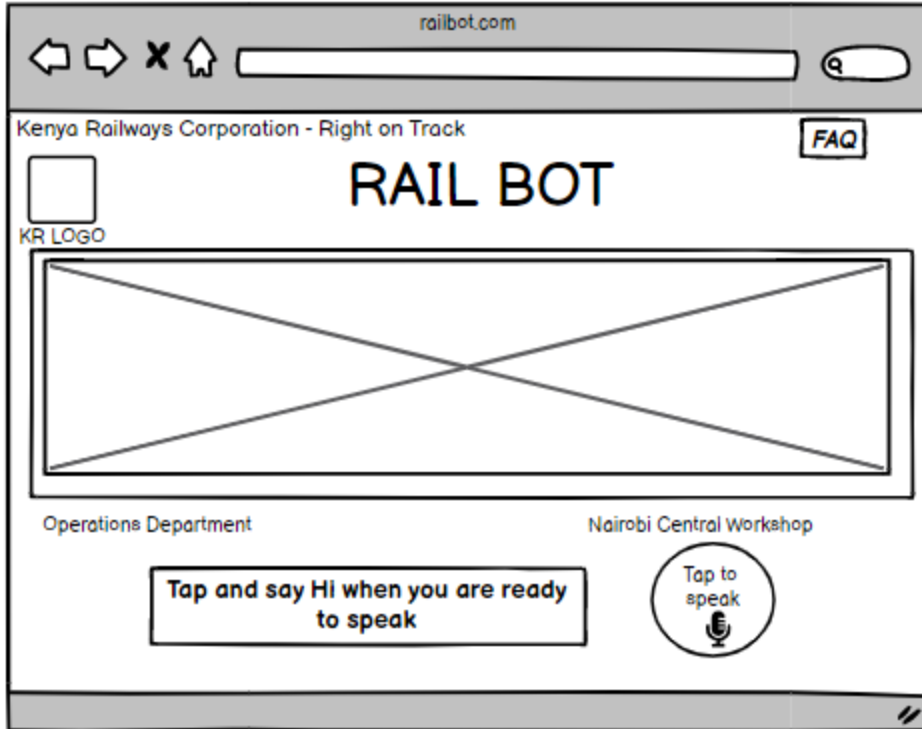 railbot.com
Kenya Railways Corporation - Right on Track
FAQ
RAIL BOT
KR LOGO
Operations Department
Nairobi Central Workshop
Tap and say Hi when you are ready
to speak
Tap to
speak